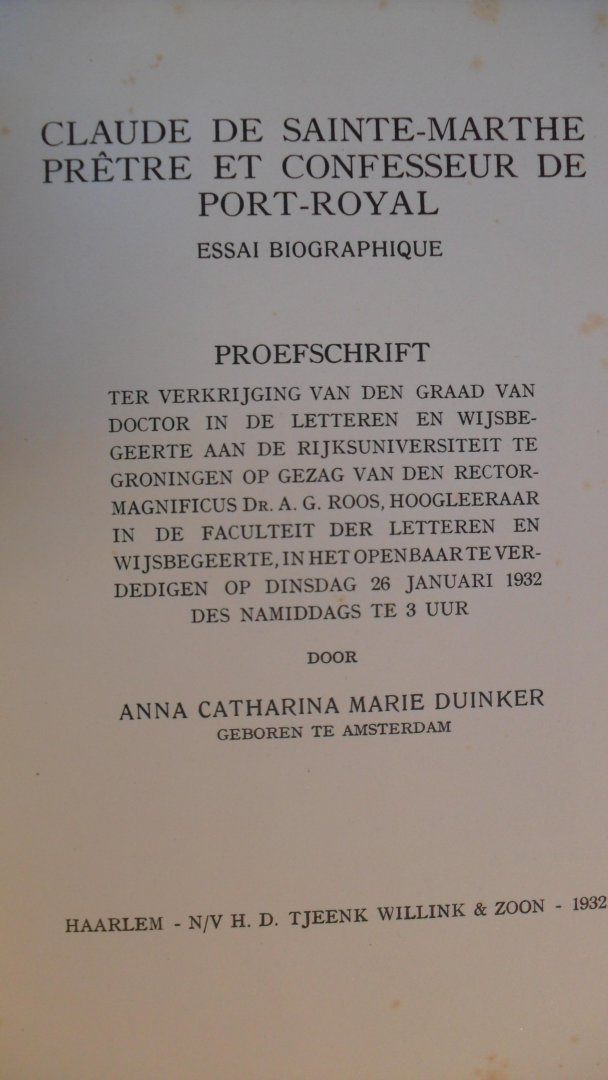 CLAUDE DE SAINTE-MARTHE
PRÊTRE ET CONFESSEUR DE
PORT-ROYAL
ESSAI BIOGRAPHIQUE
PROEFSCHRIFT
TER VERKRIJGING VAN DEN GRAAD VAN
DOCTOR IN DE LETTEREN EN WIJSBE-
GEERTE AAN DE RIJKSUNIVERSITEIT TE
GRONINGEN OP GEZAG VAN DEN RECTOR-
MAGNIFICUS DR. A. G. ROOS, HOOGLEERAAR
IN DE FACULTEIT DER LETTEREN EN
WIJSBEGEERTE, IN HET OPENBAAR TE VER-
DEDIGEN OP DINSDAG 26 JANUARI 1932
DES NAMIDDAGS TE 3 UUR
DOOR
ANNA CATHARINA MARIE DUINKER
GEBOREN TE AMSTERDAM
HAARLEM - N/V H. D. TJEENK WILLINK & ZOON - 1932